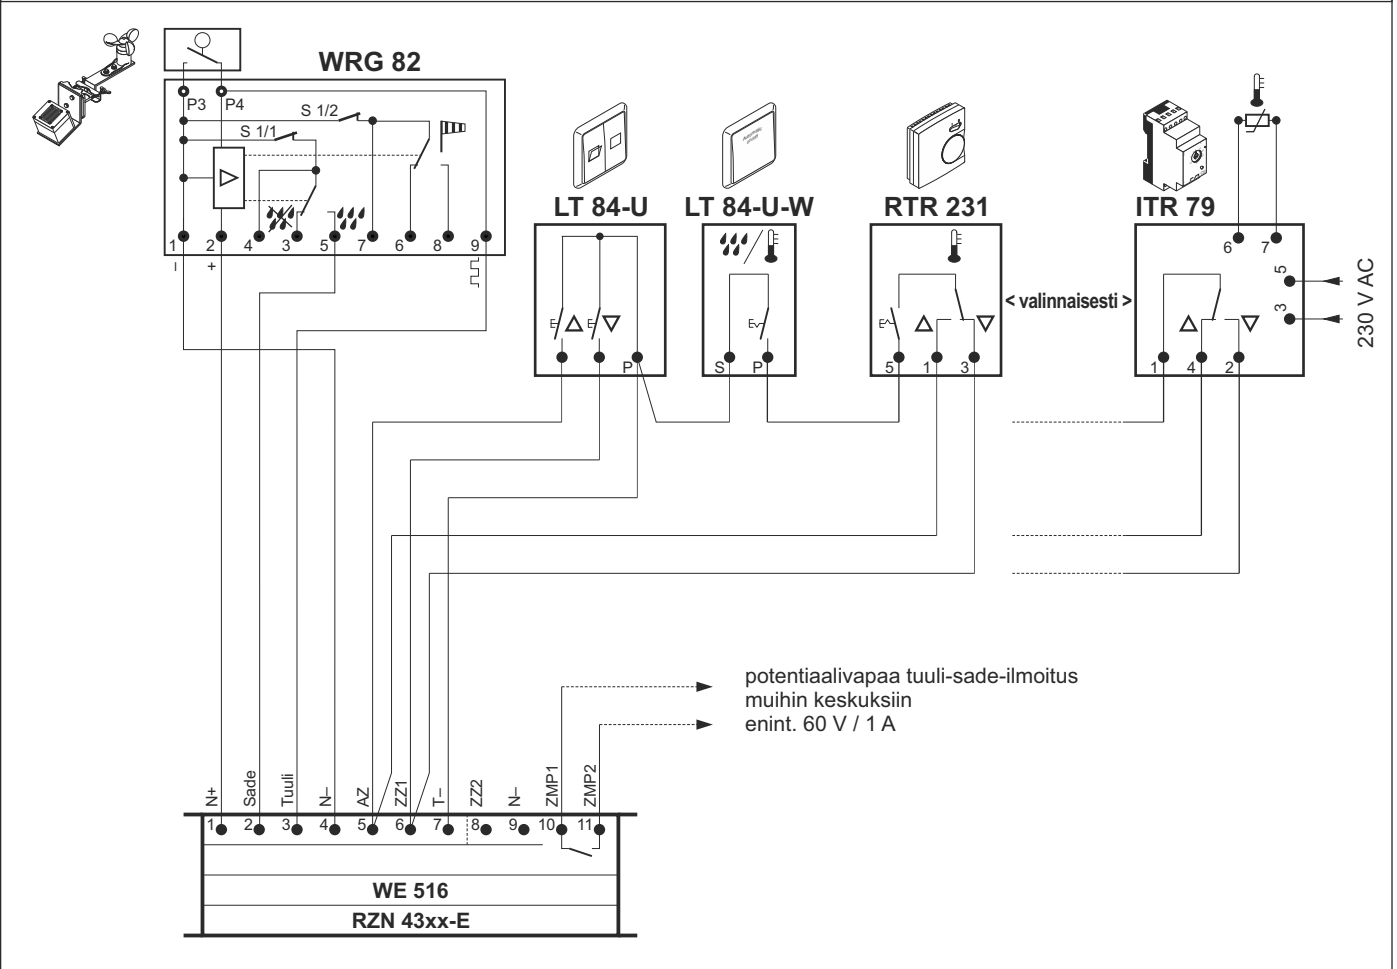 WRG 82
P3 P4
S 1/2
S 1/1
1 2 4 3 5 7 6 8 9
– +
LT 84-U
P
LT 84-U-W
S P
RTR 231
5 1 3
< valinnaisesti >
ITR 79
6 7
5
3
230 V AC
1 4 2
potentiaalivapaa tuuli-sade-ilmoitus
muihin keskuksiin
enint. 60 V / 1 A
N+ Sade Tuuli N– AZ ZZ1 T– ZZ2 N– ZMP1 ZMP2
1 2 3 4 5 6 7 8 9 10 11
WE 516
RZN 43xx-E